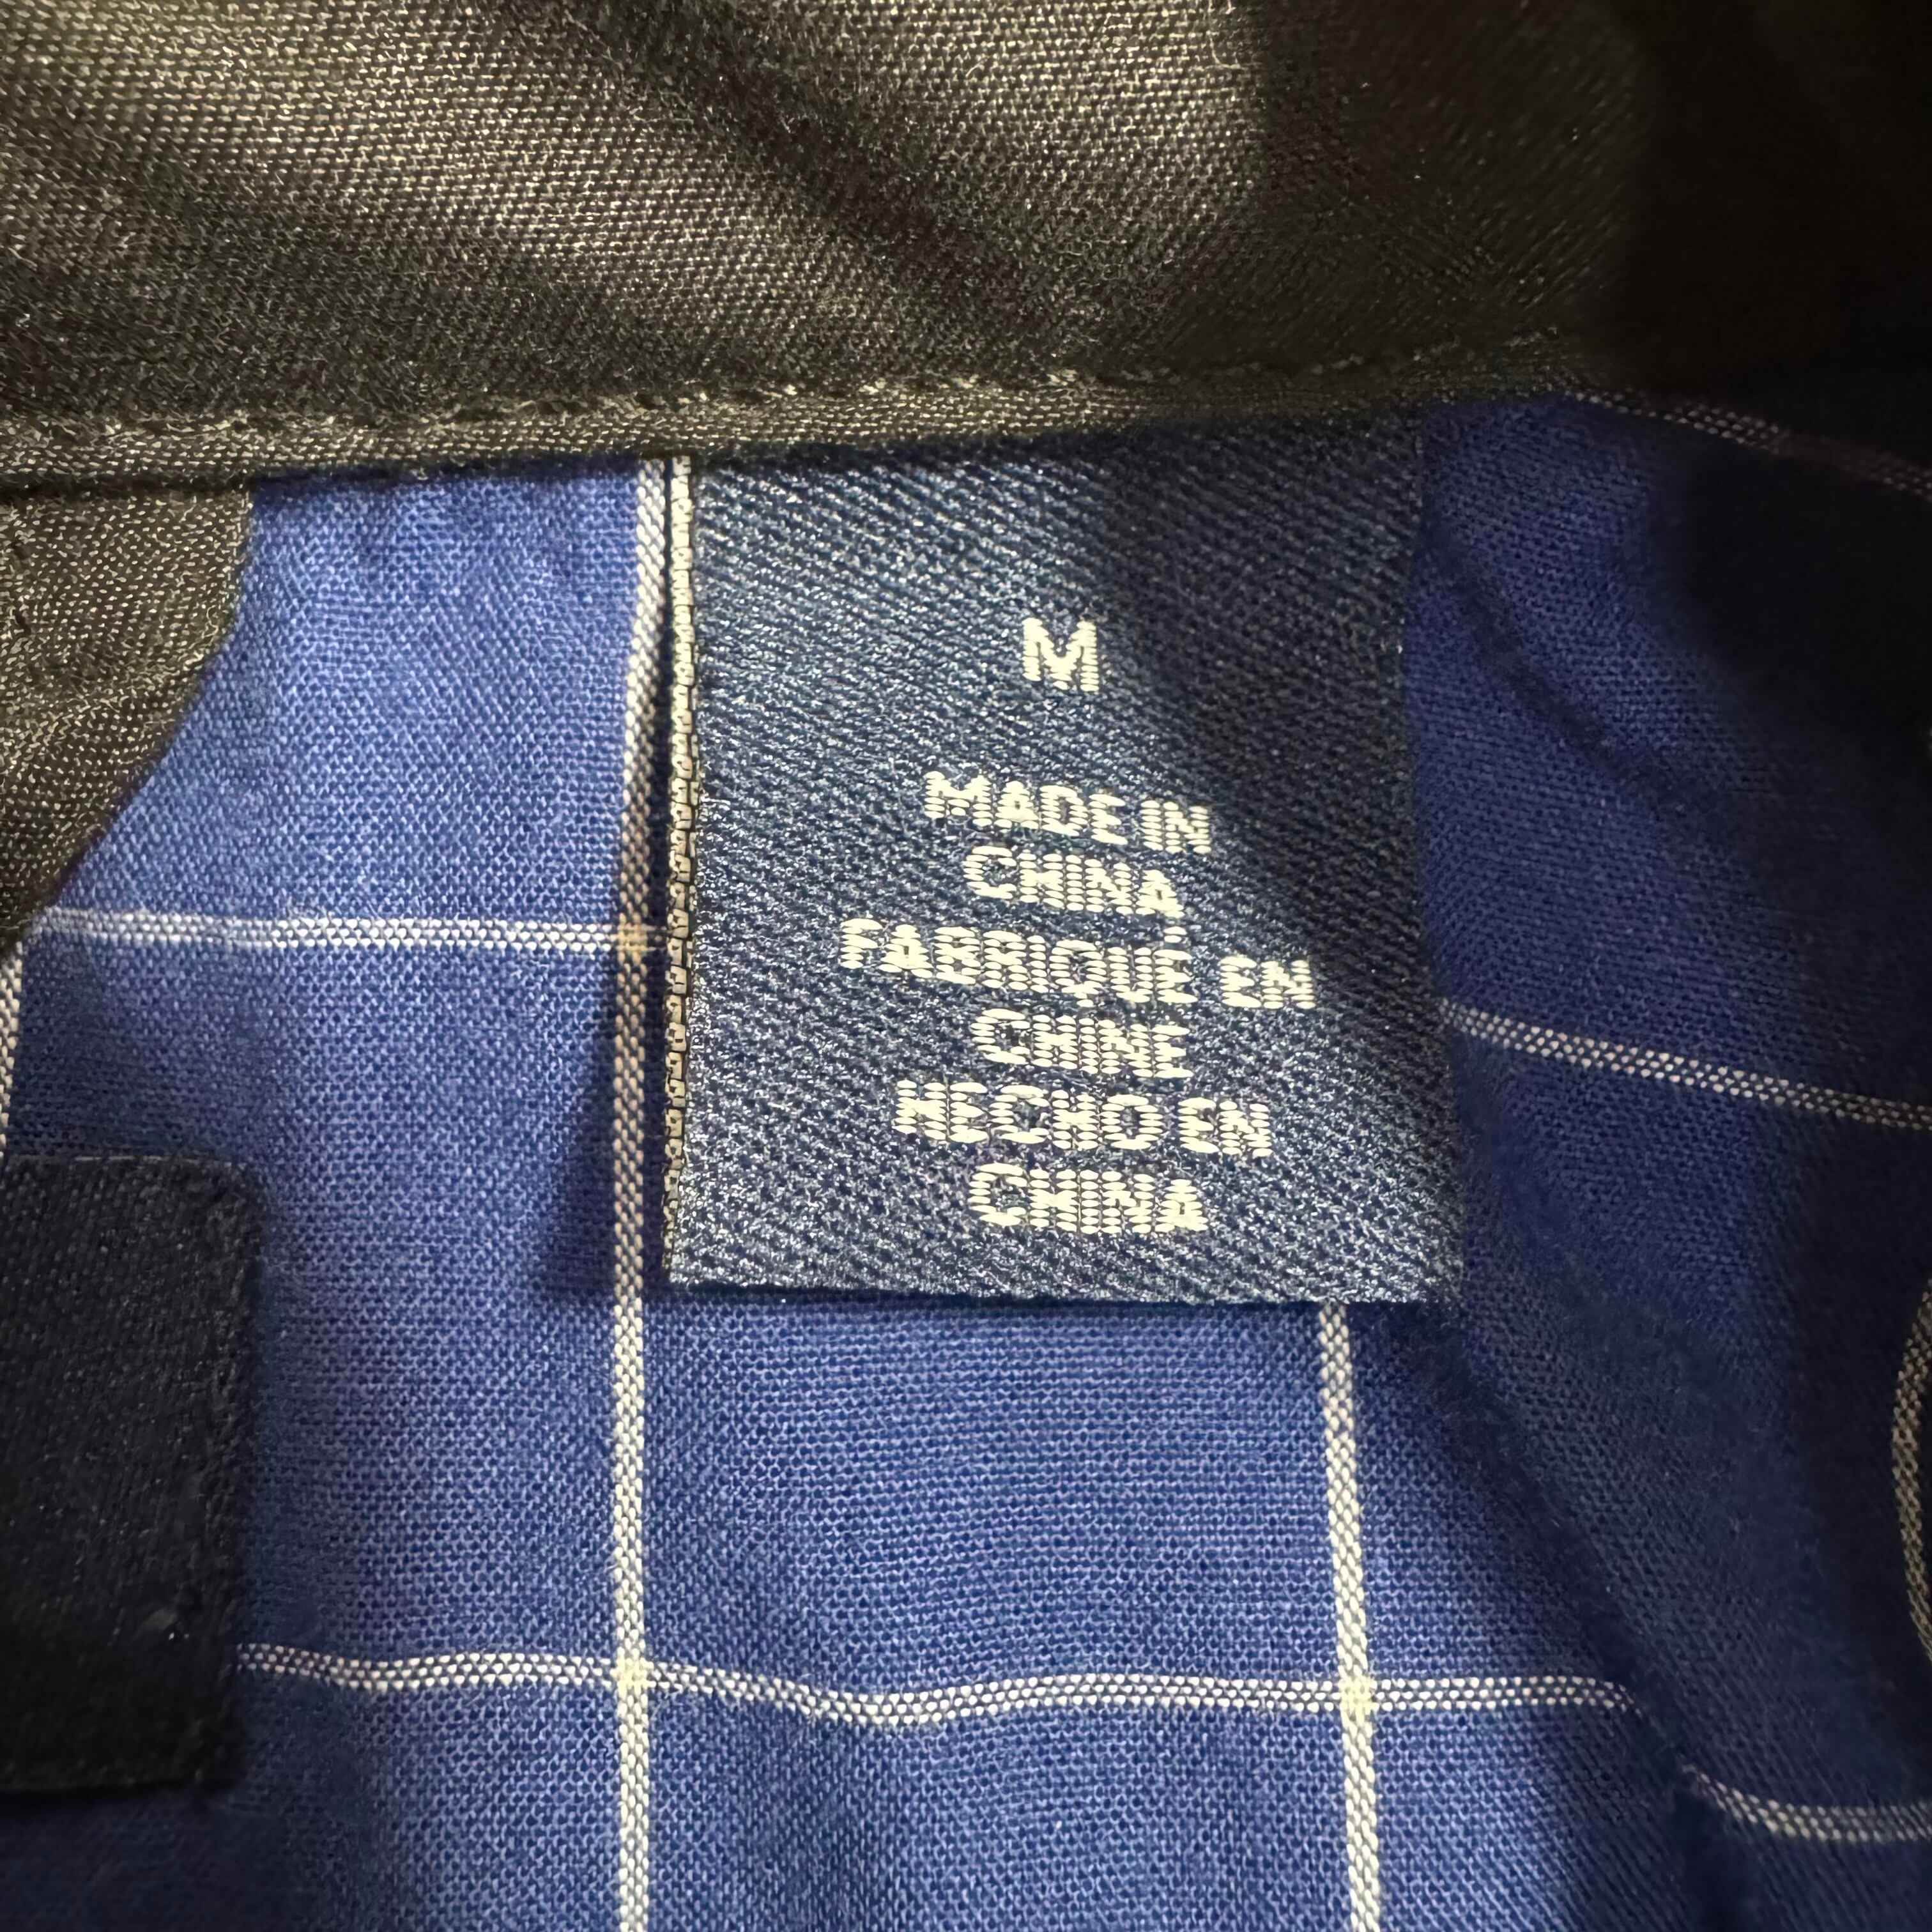 M
MADE IN
CHINA
FABRIQUÉ EN
CHINE
HECHO EN
CHINA